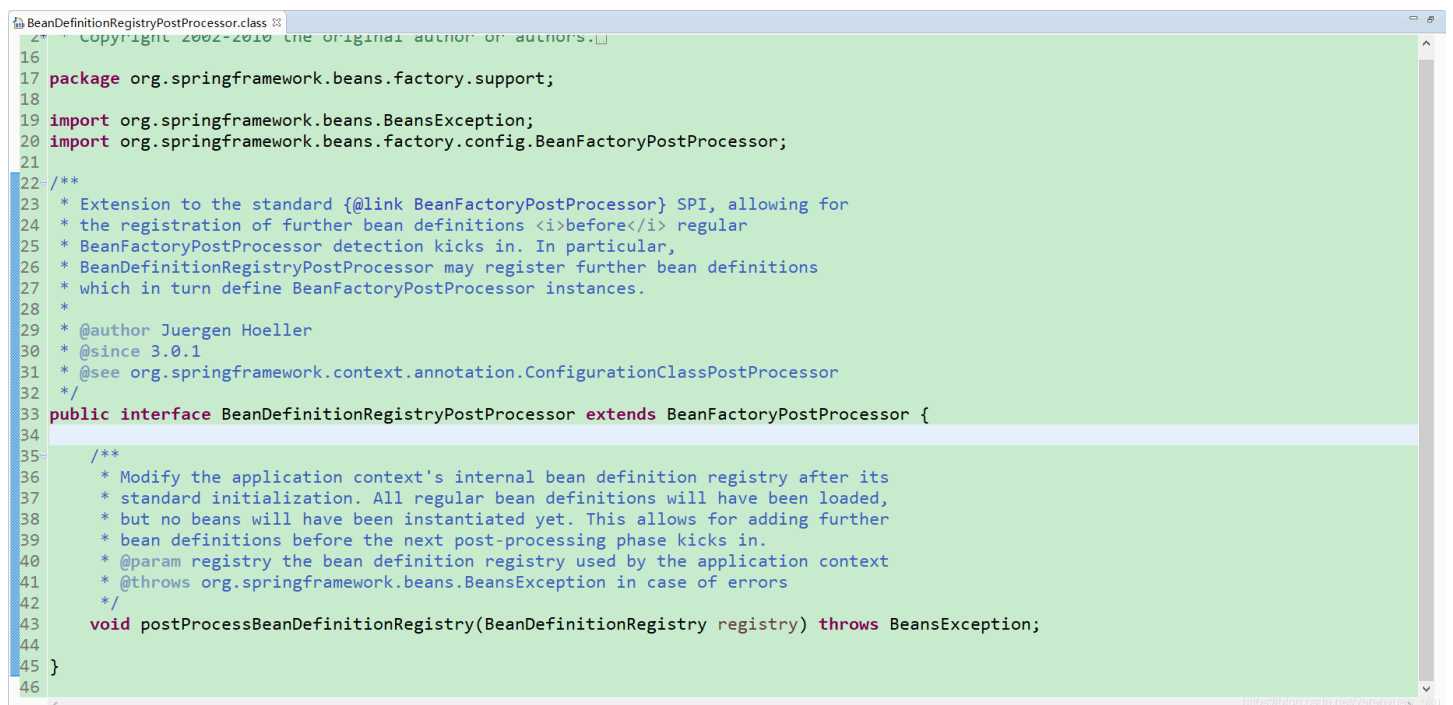 BeanDefinitionRegistryPostProcessor.class
2 * Copyright 2002-2010 the original author or authors.
16
17 package org.springframework.beans.factory.support;
18
19 import org.springframework.beans.BeansException;
20 import org.springframework.beans.factory.config.BeanFactoryPostProcessor;
21
22 /**
23 * Extension to the standard {@link BeanFactoryPostProcessor} SPI, allowing for
24 * the registration of further bean definitions <i>before</i> regular
25 * BeanFactoryPostProcessor detection kicks in. In particular,
26 * BeanDefinitionRegistryPostProcessor may register further bean definitions
27 * which in turn define BeanFactoryPostProcessor instances.
28 *
29 * @author Juergen Hoeller
30 * @since 3.0.1
31 * @see org.springframework.context.annotation.ConfigurationClassPostProcessor
32 */
33 public interface BeanDefinitionRegistryPostProcessor extends BeanFactoryPostProcessor {
34
35 /**
36 * Modify the application context's internal bean definition registry after its
37 * standard initialization. All regular bean definitions will have been loaded,
38 * but no beans will have been instantiated yet. This allows for adding further
39 * bean definitions before the next post-processing phase kicks in.
40 * @param registry the bean definition registry used by the application context
41 * @throws org.springframework.beans.BeansException in case of errors
42 */
43 void postProcessBeanDefinitionRegistry(BeanDefinitionRegistry registry) throws BeansException;
44
45 }
46